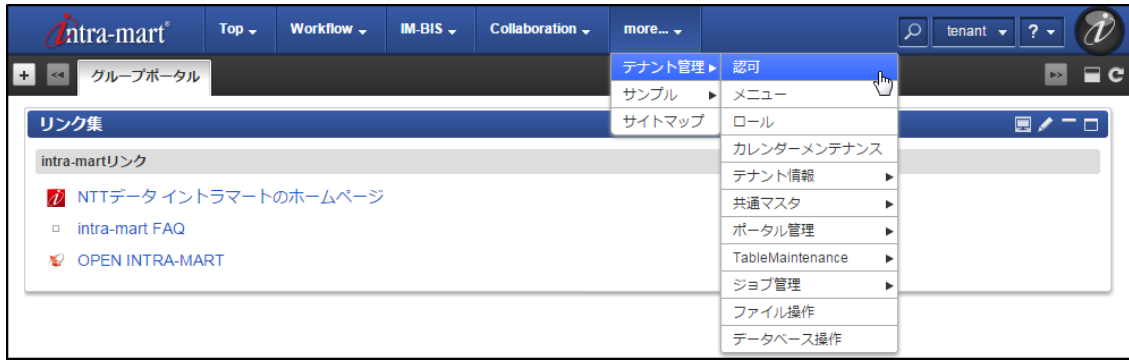 intra-mart® Top Workflow IM-BIS Collaboration more... tenant ?
グループポータル
テナント管理
サンプル
サイトマップ
認可
メニュー
ロール
カレンダーメンテナンス
テナント情報
共通マスタ
ポータル管理
TableMaintenance
ジョブ管理
ファイル操作
データベース操作
リンク集
intra-martリンク
NTTデータ イントラマートのホームページ
intra-mart FAQ
OPEN INTRA-MART